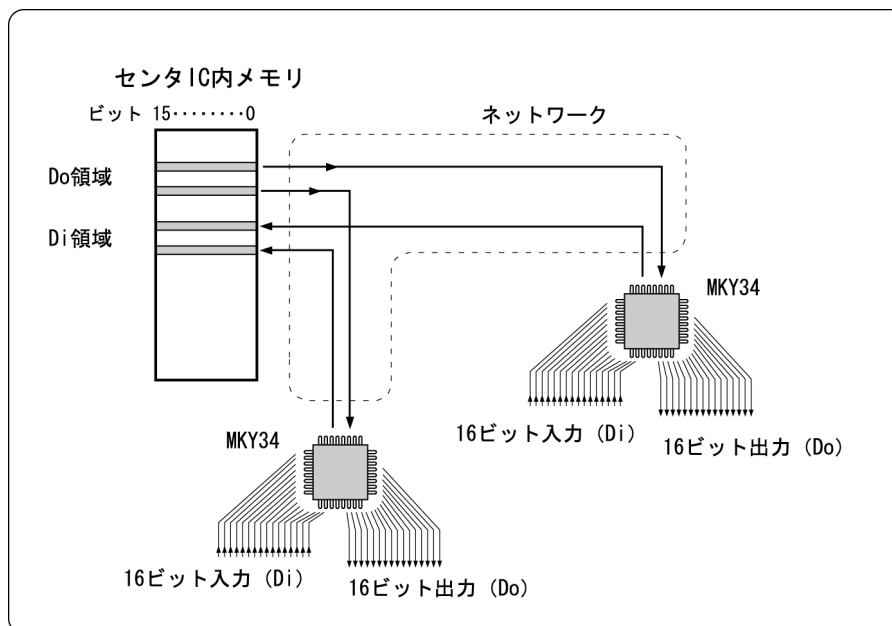 センタIC内メモリ
ビット 15········0
ネットワーク
Do領域
Di領域
MKY34
16ビット入力（Di）
16ビット出力（Do）
MKY34
16ビット入力（Di）
16ビット出力（Do）